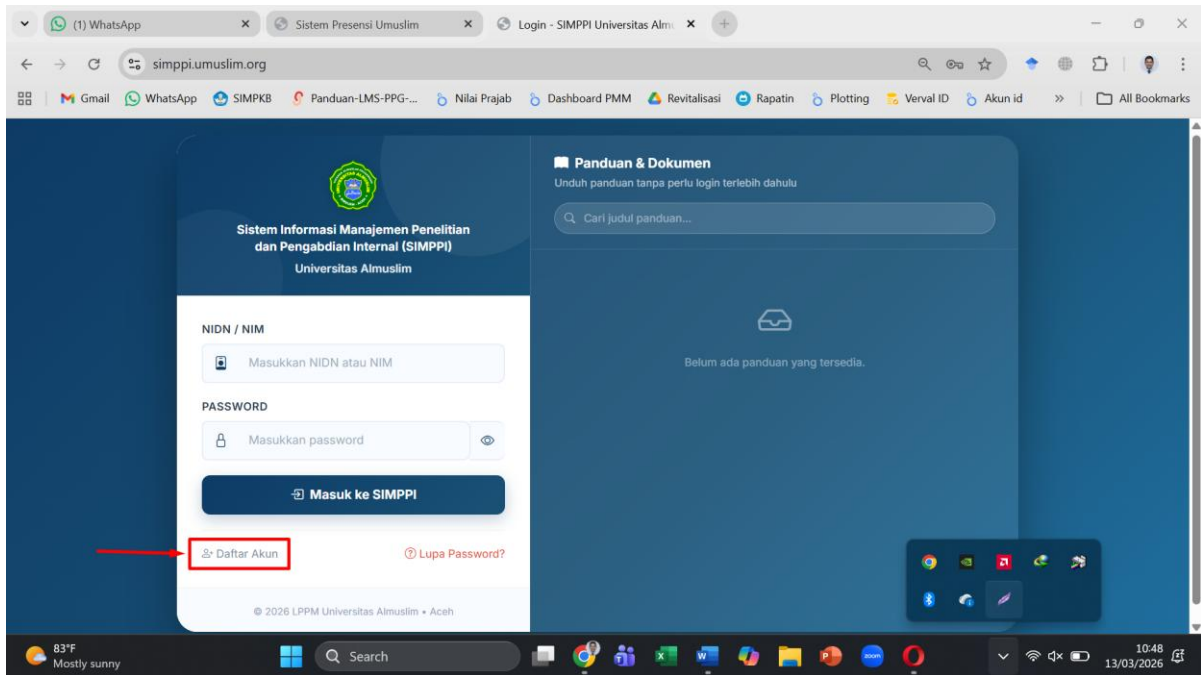 (1) WhatsApp
Sistem Presensi Umuslim
Login - SIMPPI Universitas Alm
simppi.umuslim.org
Gmail
WhatsApp
SIMPKB
Panduan-LMS-PPG-...
Nilai Prajab
Dashboard PMM
Revitalisasi
Rapatin
Plotting
Verval ID
Akun id
»
All Bookmarks
Sistem Informasi Manajemen Penelitian
dan Pengabdian Internal (SIMPPI)
Universitas Almuslim
NIDN / NIM
Masukkan NIDN atau NIM
PASSWORD
Masukkan password
Masuk ke SIMPPI
Daftar Akun
Lupa Password?
© 2026 LPPM Universitas Almuslim • Aceh
Panduan & Dokumen
Unduh panduan tanpa perlu login terlebih dahulu
Cari judul panduan...
Belum ada panduan yang tersedia.
83°F
Mostly sunny
Search
zoom
10:48
13/03/2026